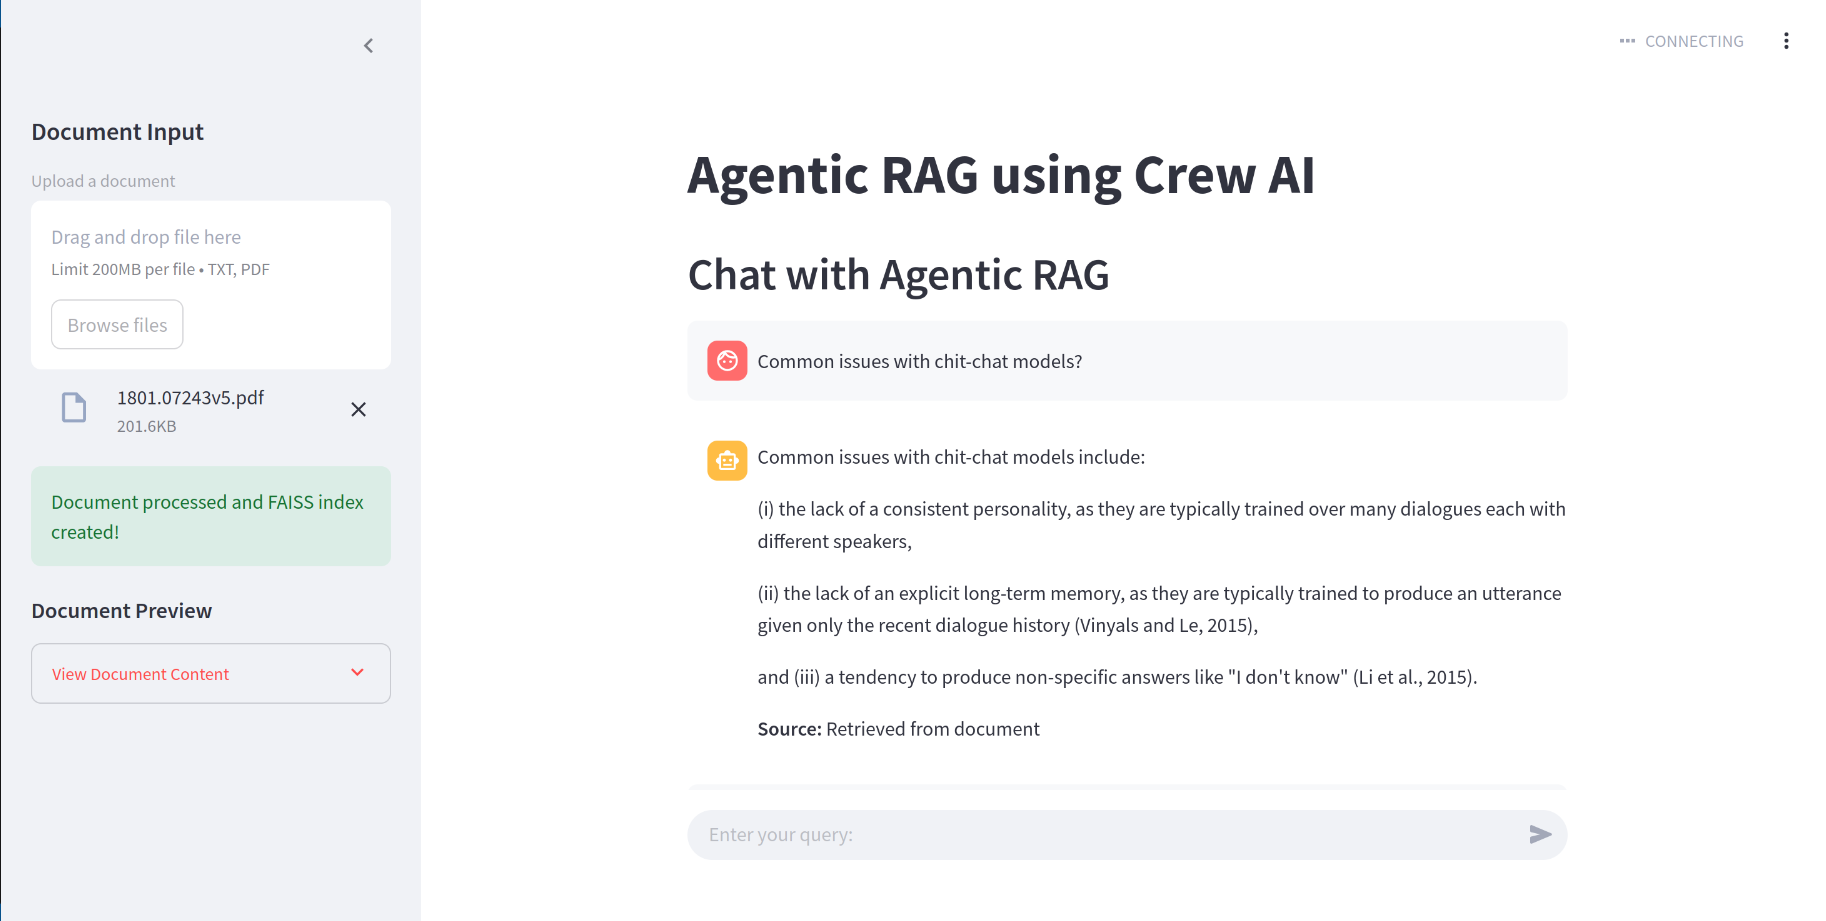 Document Input
Upload a document
Drag and drop file here
Limit 200MB per file • TXT, PDF
Browse files
1801.07243v5.pdf
201.6KB
Document processed and FAISS index
created!
Document Preview
View Document Content
CONNECTING
Agentic RAG using Crew AI
Chat with Agentic RAG
Common issues with chit-chat models?
Common issues with chit-chat models include:
(i) the lack of a consistent personality, as they are typically trained over many dialogues each with
different speakers,
(ii) the lack of an explicit long-term memory, as they are typically trained to produce an utterance
given only the recent dialogue history (Vinyals and Le, 2015),
and (iii) a tendency to produce non-specific answers like "I don't know" (Li et al., 2015).
Source: Retrieved from document
Enter your query: